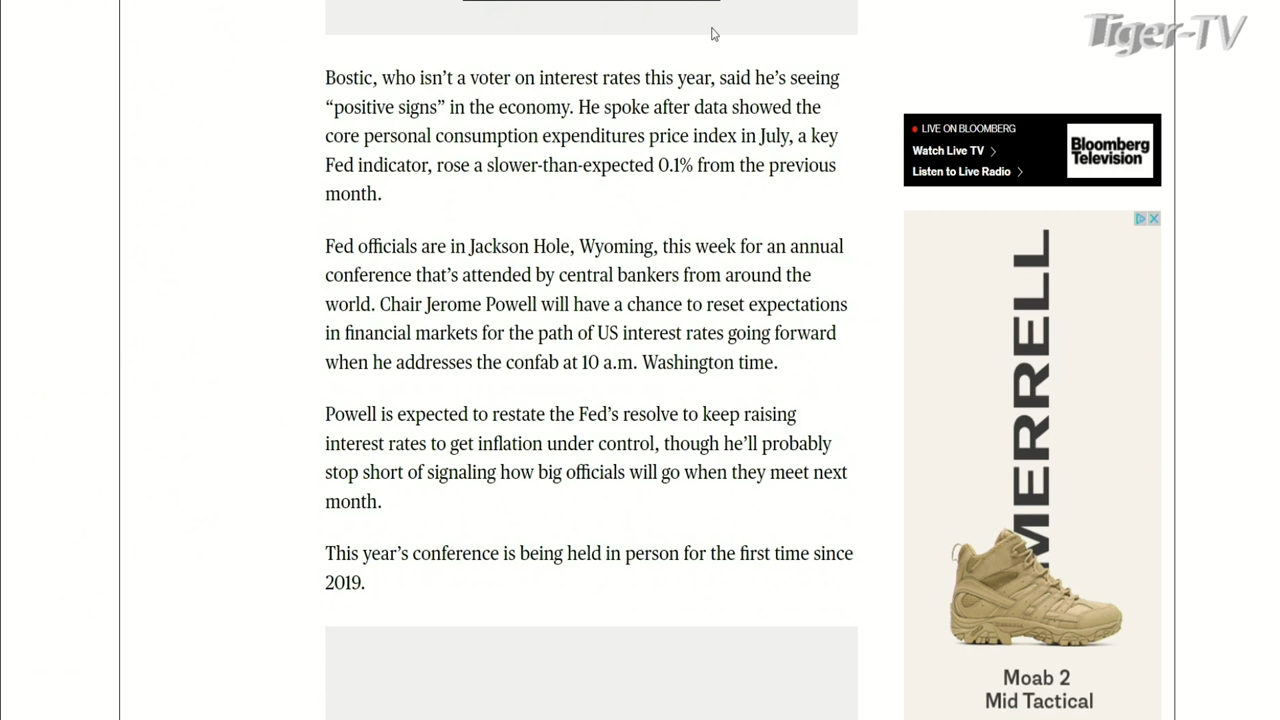 Tiger-TV
Bostic, who isn’t a voter on interest rates this year, said he’s seeing
“positive signs” in the economy. He spoke after data showed the
core personal consumption expenditures price index in July, a key
Fed indicator, rose a slower-than-expected 0.1% from the previous
month.
Fed officials are in Jackson Hole, Wyoming, this week for an annual
conference that’s attended by central bankers from around the
world. Chair Jerome Powell will have a chance to reset expectations
in financial markets for the path of US interest rates going forward
when he addresses the confab at 10 a.m. Washington time.
Powell is expected to restate the Fed’s resolve to keep raising
interest rates to get inflation under control, though he’ll probably
stop short of signaling how big officials will go when they meet next
month.
This year’s conference is being held in person for the first time since
2019.
LIVE ON BLOOMBERG
Watch Live TV
Listen to Live Radio
Bloomberg
Television
MERRELL
Moab 2
Mid Tactical